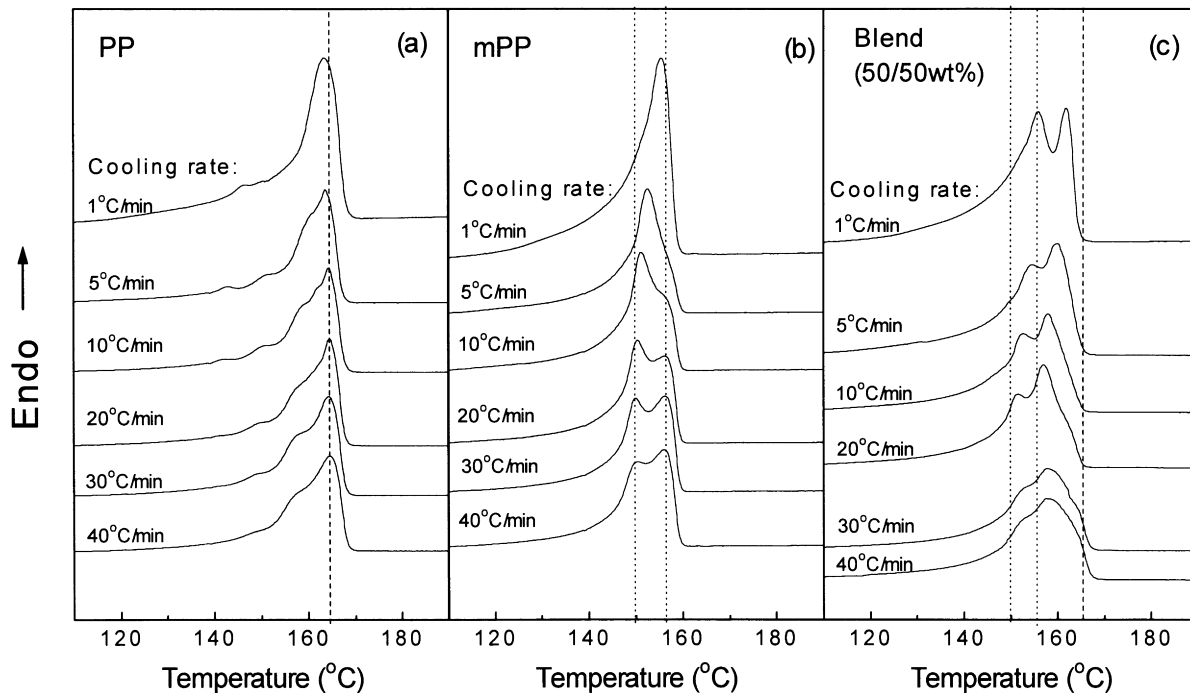 PP
(a)
Cooling rate:
1°C/min
5°C/min
10°C/min
20°C/min
30°C/min
40°C/min
mPP
(b)
Cooling rate:
1°C/min
5°C/min
10°C/min
20°C/min
30°C/min
40°C/min
Blend
(50/50wt%)
(c)
Cooling rate:
1°C/min
5°C/min
10°C/min
20°C/min
30°C/min
40°C/min
Endo
120 140 160 180
120 140 160 180
120 140 160 180
Temperature (°C)
Temperature (°C)
Temperature (°C)